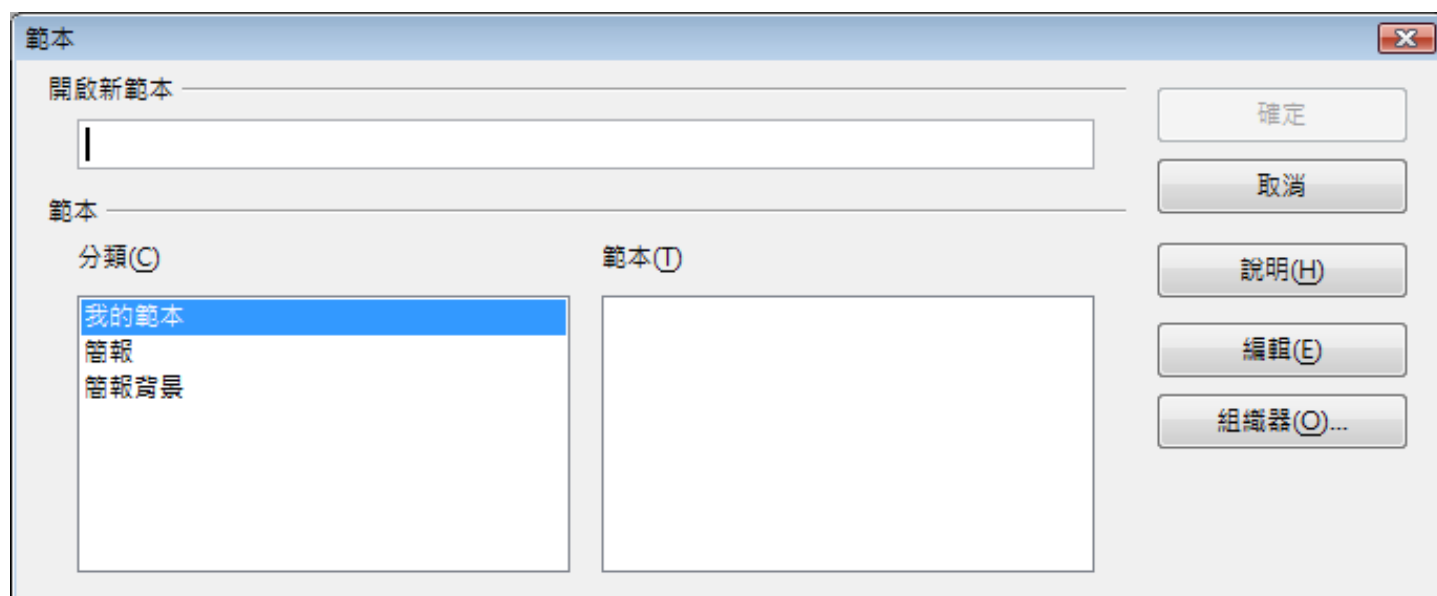 範本
開啟新範本
確定
取消
範本
分類(C)
範本(T)
說明(H)
我的範本
簡報
編輯(E)
簡報背景
組織器(O)...